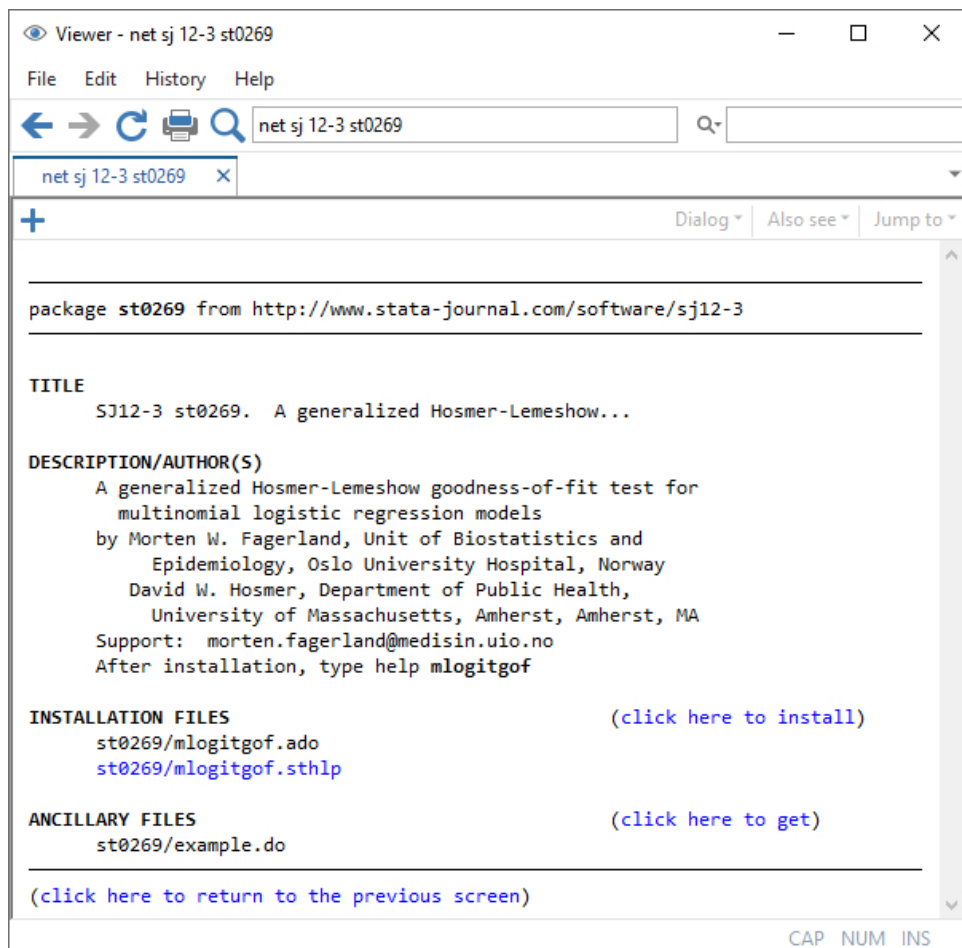 Viewer - net sj 12-3 st0269
File Edit History Help
net sj 12-3 st0269
net sj 12-3 st0269
Dialog Also see Jump to
package st0269 from http://www.stata-journal.com/software/sj12-3
TITLE
SJ12-3 st0269. A generalized Hosmer-Lemeshow...
DESCRIPTION/AUTHOR(S)
A generalized Hosmer-Lemeshow goodness-of-fit test for
multinomial logistic regression models
by Morten W. Fagerland, Unit of Biostatistics and
Epidemiology, Oslo University Hospital, Norway
David W. Hosmer, Department of Public Health,
University of Massachusetts, Amherst, Amherst, MA
Support: morten.fagerland@medisin.uio.no
After installation, type help mlogitgof
INSTALLATION FILES (click here to install)
st0269/mlogitgof.ado
st0269/mlogitgof.sthlp
ANCILLARY FILES (click here to get)
st0269/example.do
(click here to return to the previous screen)
CAP NUM INS